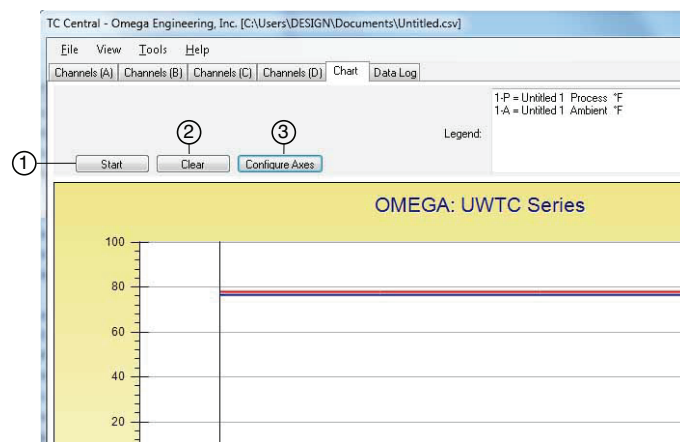 TC Central - Omega Engineering, Inc. [C:\Users\DESIGN\Documents\Untitled.csv]
File View Tools Help
Channels (A) Channels (B) Channels (C) Channels (D) Chart Data Log
1-P = Untitled 1 Process °F
1-A = Untitled 1 Ambient °F
Legend:
2 3
1 Start Clear Configure Axes
OMEGA: UWTC Series
100
80
60
40
20